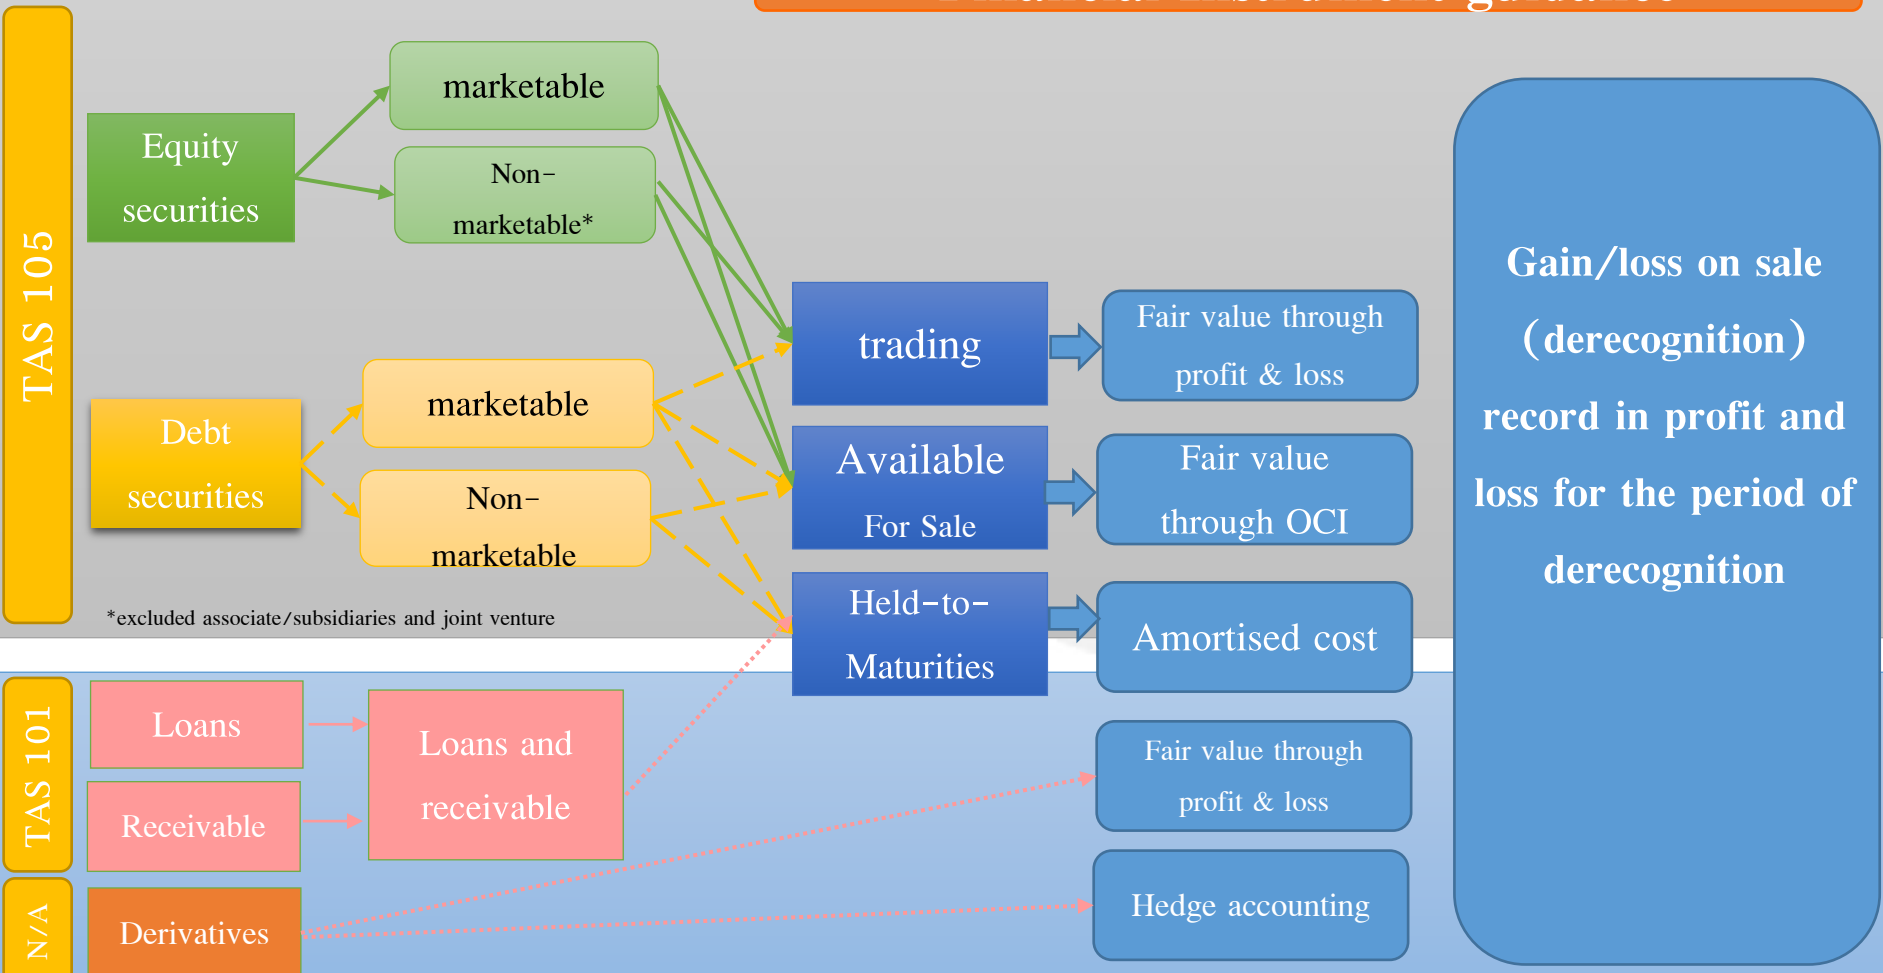 Financial instrument guidance
TAS 105
Equity
securities
marketable
Non-
marketable*
Debt
securities
marketable
Non-
marketable
*excluded associate/subsidiaries and joint venture
trading
Available
For Sale
Held-to-
Maturities
Fair value through
profit & loss
Fair value
through OCI
Amortised cost
TAS 101
Loans
Receivable
Loans and
receivable
N/A
Derivatives
Fair value through
profit & loss
Hedge accounting
Gain/loss on sale
(derecognition)
record in profit and
loss for the period of
derecognition